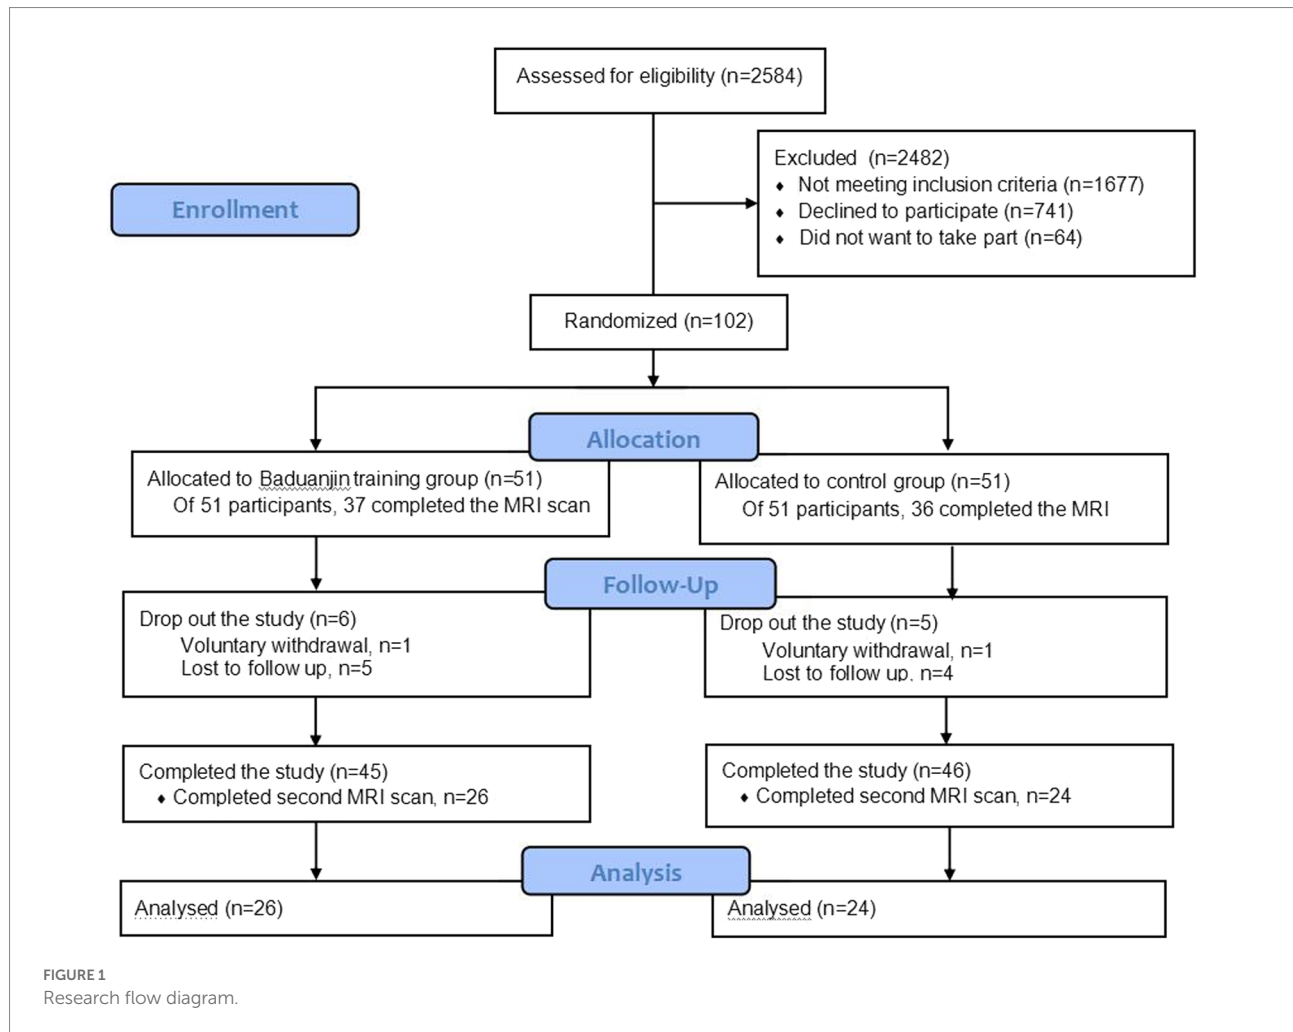 Assessed for eligibility (n=2584)
Excluded (n=2482)
♦ Not meeting inclusion criteria (n=1677)
♦ Declined to participate (n=741)
♦ Did not want to take part (n=64)
Enrollment
Randomized (n=102)
Allocation
Allocated to Baduanjin training group (n=51)
Of 51 participants, 37 completed the MRI scan
Allocated to control group (n=51)
Of 51 participants, 36 completed the MRI
Follow-Up
Drop out the study (n=6)
Voluntary withdrawal, n=1
Lost to follow up, n=5
Drop out the study (n=5)
Voluntary withdrawal, n=1
Lost to follow up, n=4
Completed the study (n=45)
♦ Completed second MRI scan, n=26
Completed the study (n=46)
♦ Completed second MRI scan, n=24
Analysis
Analysed (n=26)
Analysed (n=24)
FIGURE 1
Research flow diagram.